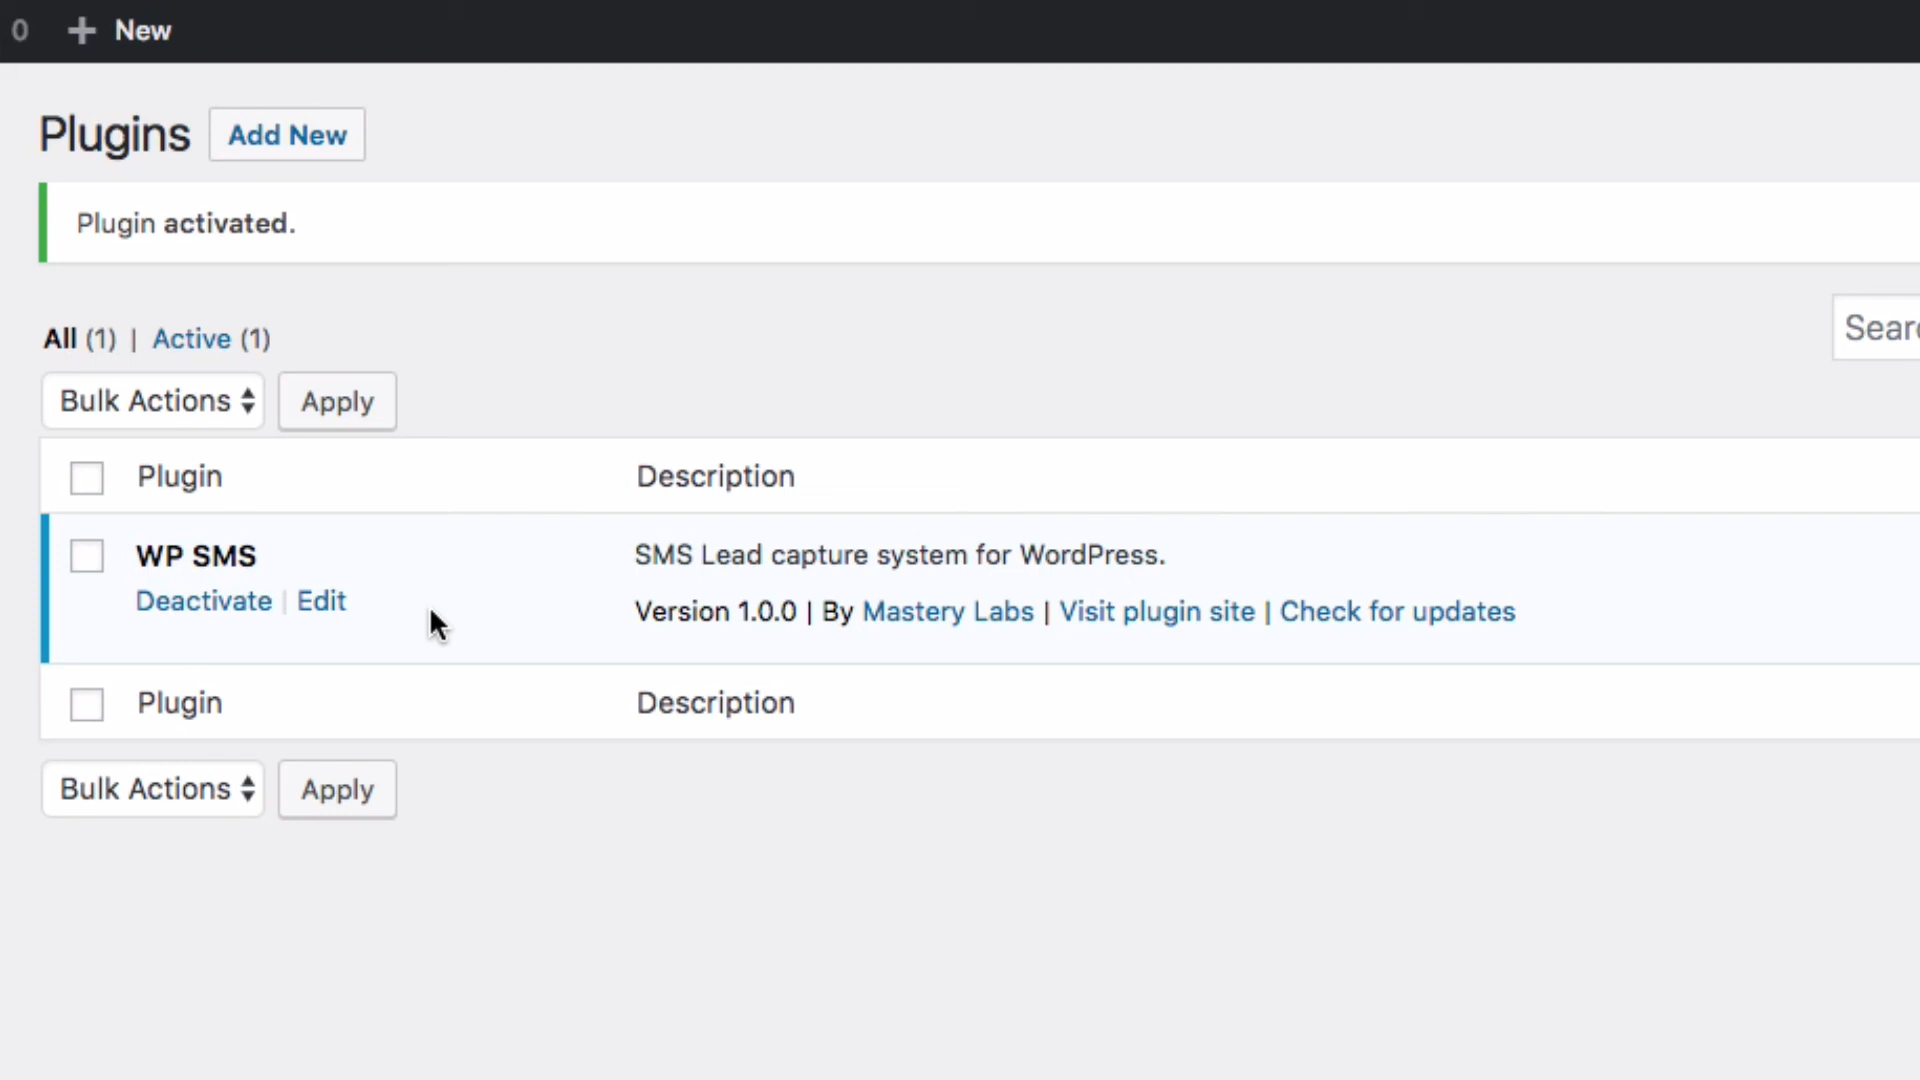 0 New
Plugins Add New
Plugin activated.
All (1) | Active (1)
Sear
Bulk Actions Apply
Plugin Description
WP SMS SMS Lead capture system for WordPress.
Deactivate | Edit Version 1.0.0 | By Mastery Labs | Visit plugin site | Check for updates
Plugin Description
Bulk Actions Apply